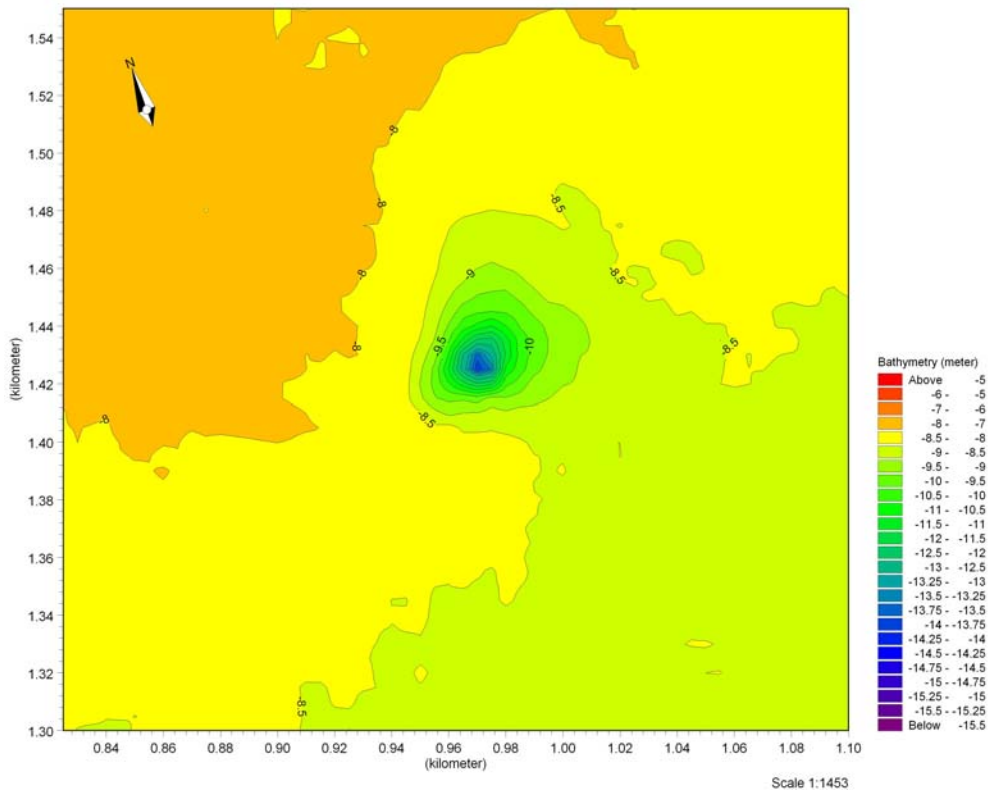 1.54
1.52
1.50
1.48
1.46
1.44
1.42
1.40
1.38
1.36
1.34
1.32
1.30
(kilometer)
N
-8
-8
-8
-8
-8
-8.5
-8.5
-8.5
-8.5
-8.5
-9
-9.5
-10
0.84 0.86 0.88 0.90 0.92 0.94 0.96 0.98 1.00 1.02 1.04 1.06 1.08 1.10
(kilometer)
Bathymetry (meter)
Above -5
-6 - -5
-7 - -6
-8 - -7
-8.5 - -8
-9 - -8.5
-9.5 - -9
-10 - -9.5
-10.5 - -10
-11 - -10.5
-11.5 - -11
-12 - -11.5
-12.5 - -12
-13 - -12.5
-13.25 - -13
-13.5 - -13.25
-13.75 - -13.5
-14 - -13.75
-14.25 - -14
-14.5 - -14.25
-14.75 - -14.5
-15 - -14.75
-15.25 - -15
-15.5 - -15.25
Below -15.5
Scale 1:1453